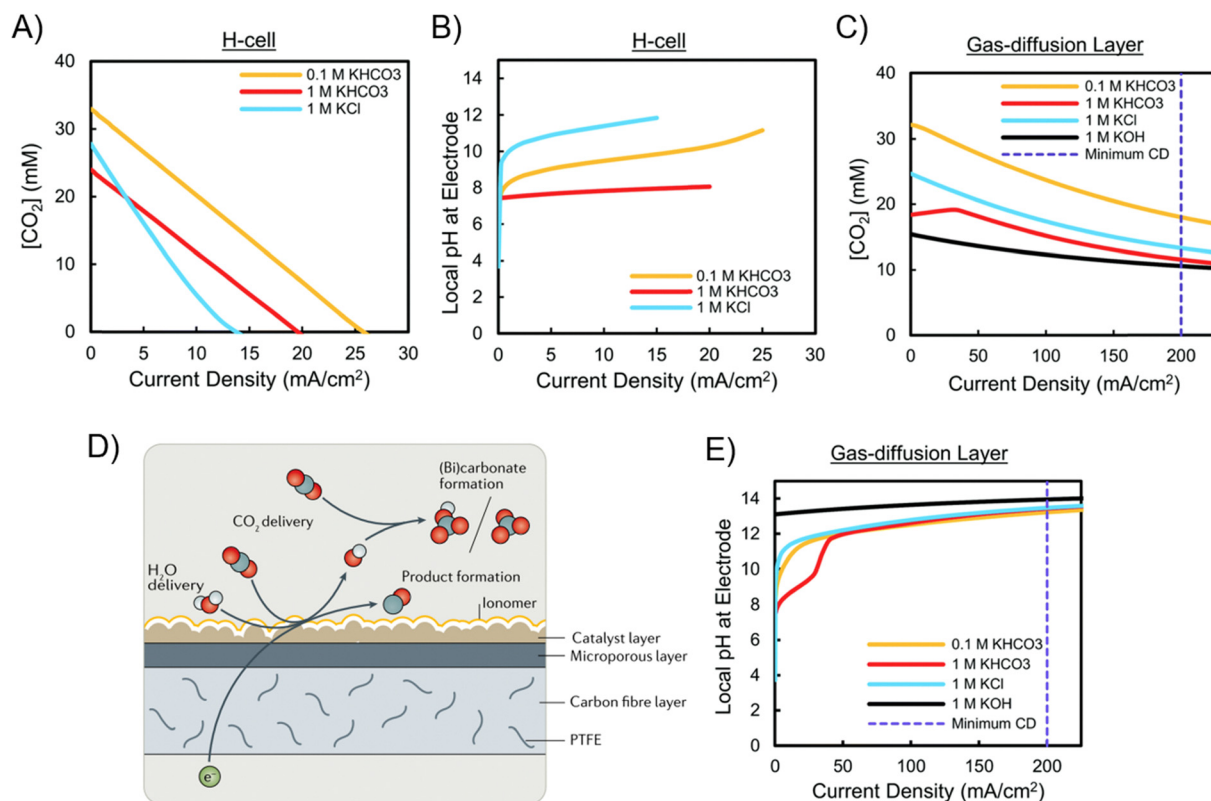 A)
H-cell
[CO₂] (mM)
40
30
20
10
0
0.1 M KHCO3
1 M KHCO3
1 M KCl
0 5 10 15 20 25 30
Current Density (mA/cm²)
B)
H-cell
Local pH at Electrode
14
12
10
8
6
4
2
0
0.1 M KHCO3
1 M KHCO3
1 M KCl
0 5 10 15 20 25 30
Current Density (mA/cm²)
C)
Gas-diffusion Layer
[CO₂] (mM)
40
30
20
10
0
0.1 M KHCO3
1 M KHCO3
1 M KCl
1 M KOH
Minimum CD
0 50 100 150 200
Current Density (mA/cm²)
D)
(Bi)carbonate
formation
CO₂ delivery
H₂O
delivery
Product formation
Ionomer
Catalyst layer
Microporous layer
Carbon fibre layer
PTFE
e⁻
E)
Gas-diffusion Layer
Local pH at Electrode
14
12
10
8
6
4
2
0
0.1 M KHCO3
1 M KHCO3
1 M KCl
1 M KOH
Minimum CD
0 50 100 150 200
Current Density (mA/cm²)